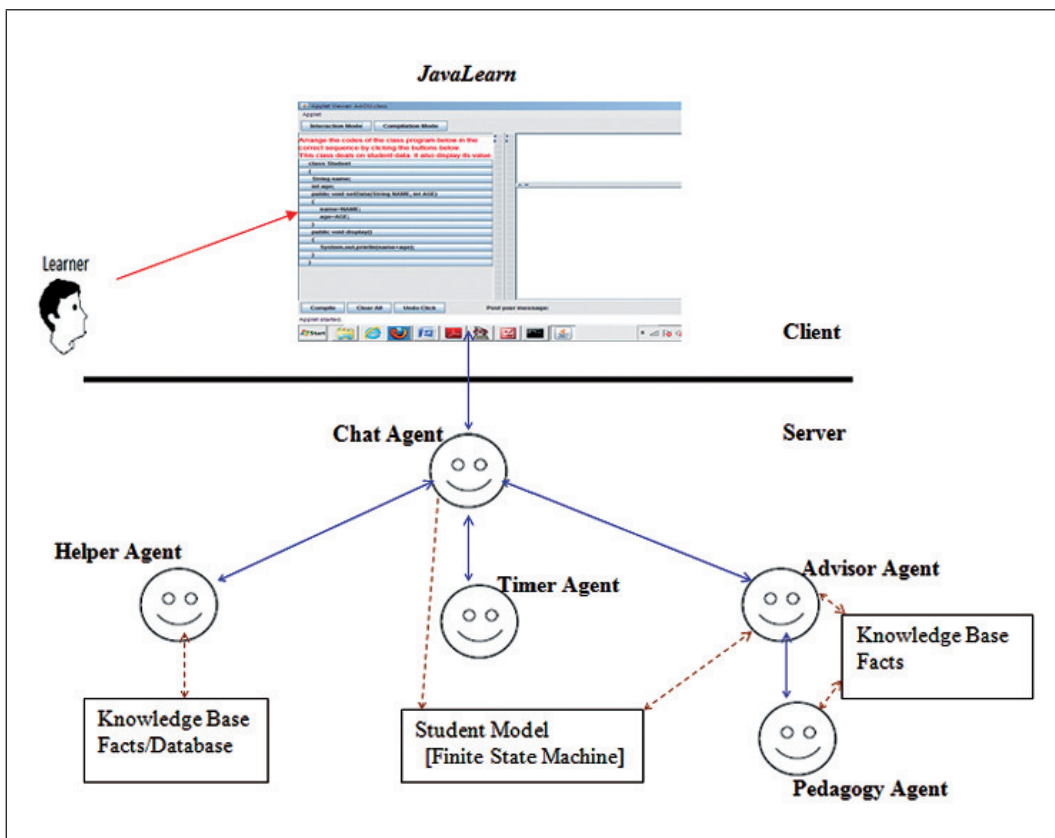 JavaLearn
Applet Viewer:
Applet
Interaction Mode Compilation Mode
Arrange the codes of the class program below in the
correct sequence by clicking the buttons below.
This class deals on student data. It also display its value
class Student
{
String name;
int age;
public void setData(String NAME, int AGE)
{
name=NAME;
age=AGE;
}
public void display()
{
System.out.println(name+age);
}
}
Compile Clear All Undo Click Post your message:
Applet started.
Start
Learner
Client
Server
Chat Agent
Helper Agent
Timer Agent
Advisor Agent
Knowledge Base
Facts
Knowledge Base
Facts/Database
Student Model
[Finite State Machine]
Pedagogy Agent